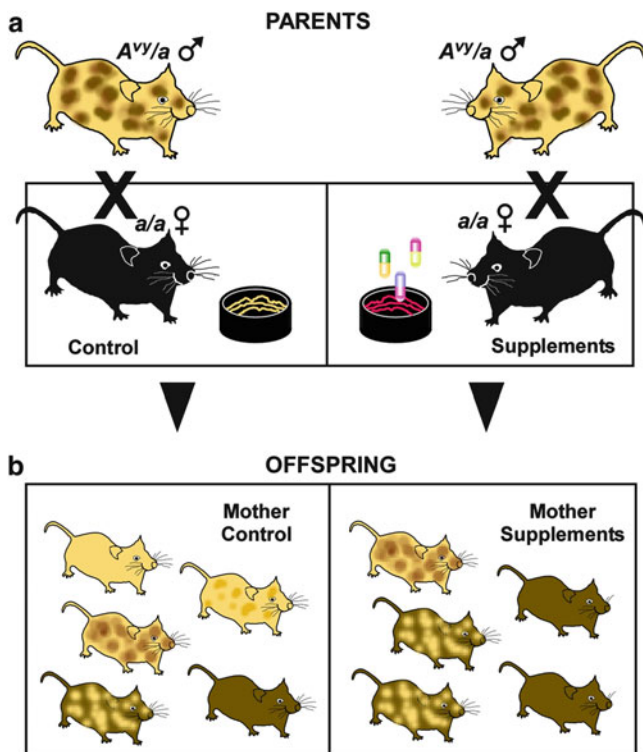 a
PARENTS
Aᵛʸ/a ♂
Aᵛʸ/a ♂
X
X
a/a ♀
a/a ♀
Control
Supplements
b
OFFSPRING
Mother
Control
Mother
Supplements